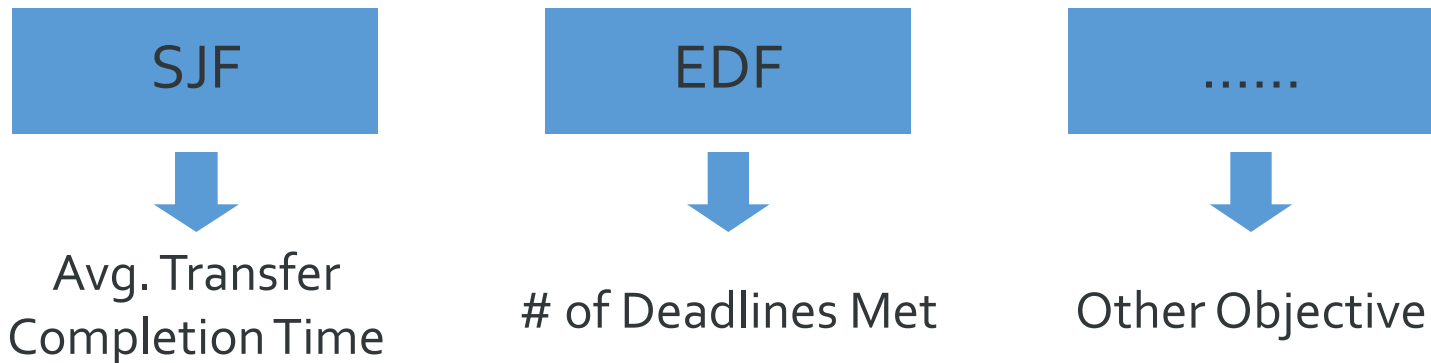 SJF
EDF
......
Avg. Transfer
Completion Time
# of Deadlines Met
Other Objective